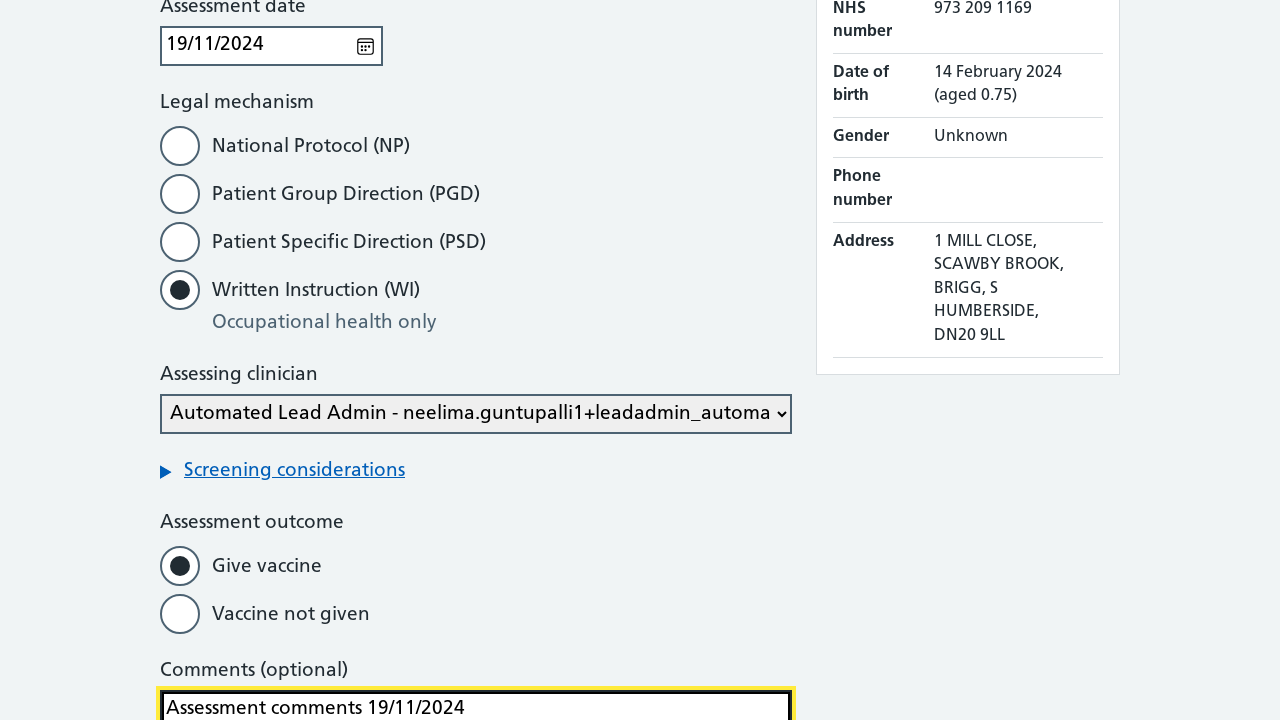 Assessment date
19/11/2024
Legal mechanism
National Protocol (NP)
Patient Group Direction (PGD)
Patient Specific Direction (PSD)
Written Instruction (WI)
Occupational health only
Assessing clinician
Automated Lead Admin - neelima.guntupalli1+leadadmin_automa
Screening considerations
Assessment outcome
Give vaccine
Vaccine not given
Comments (optional)
Assessment comments 19/11/2024
NHS number
973 209 1169
Date of birth
14 February 2024
(aged 0.75)
Gender
Unknown
Phone number
Address
1 MILL CLOSE,
SCAWBY BROOK,
BRIGG, S
HUMBERSIDE,
DN20 9LL